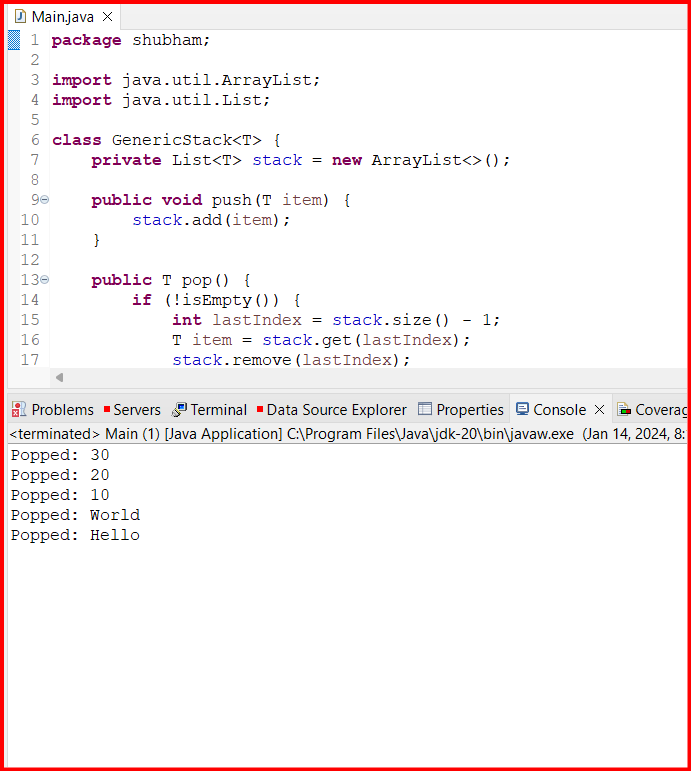 Main.java
1 package shubham;
2
3 import java.util.ArrayList;
4 import java.util.List;
5
6 class GenericStack<T> {
7     private List<T> stack = new ArrayList<>();
8
9     public void push(T item) {
10         stack.add(item);
11     }
12
13     public T pop() {
14         if (!isEmpty()) {
15             int lastIndex = stack.size() - 1;
16             T item = stack.get(lastIndex);
17             stack.remove(lastIndex);
Problems Servers Terminal Data Source Explorer Properties Console Coverag
<terminated> Main (1) [Java Application] C:\Program Files\Java\jdk-20\bin\javaw.exe (Jan 14, 2024, 8:
Popped: 30
Popped: 20
Popped: 10
Popped: World
Popped: Hello